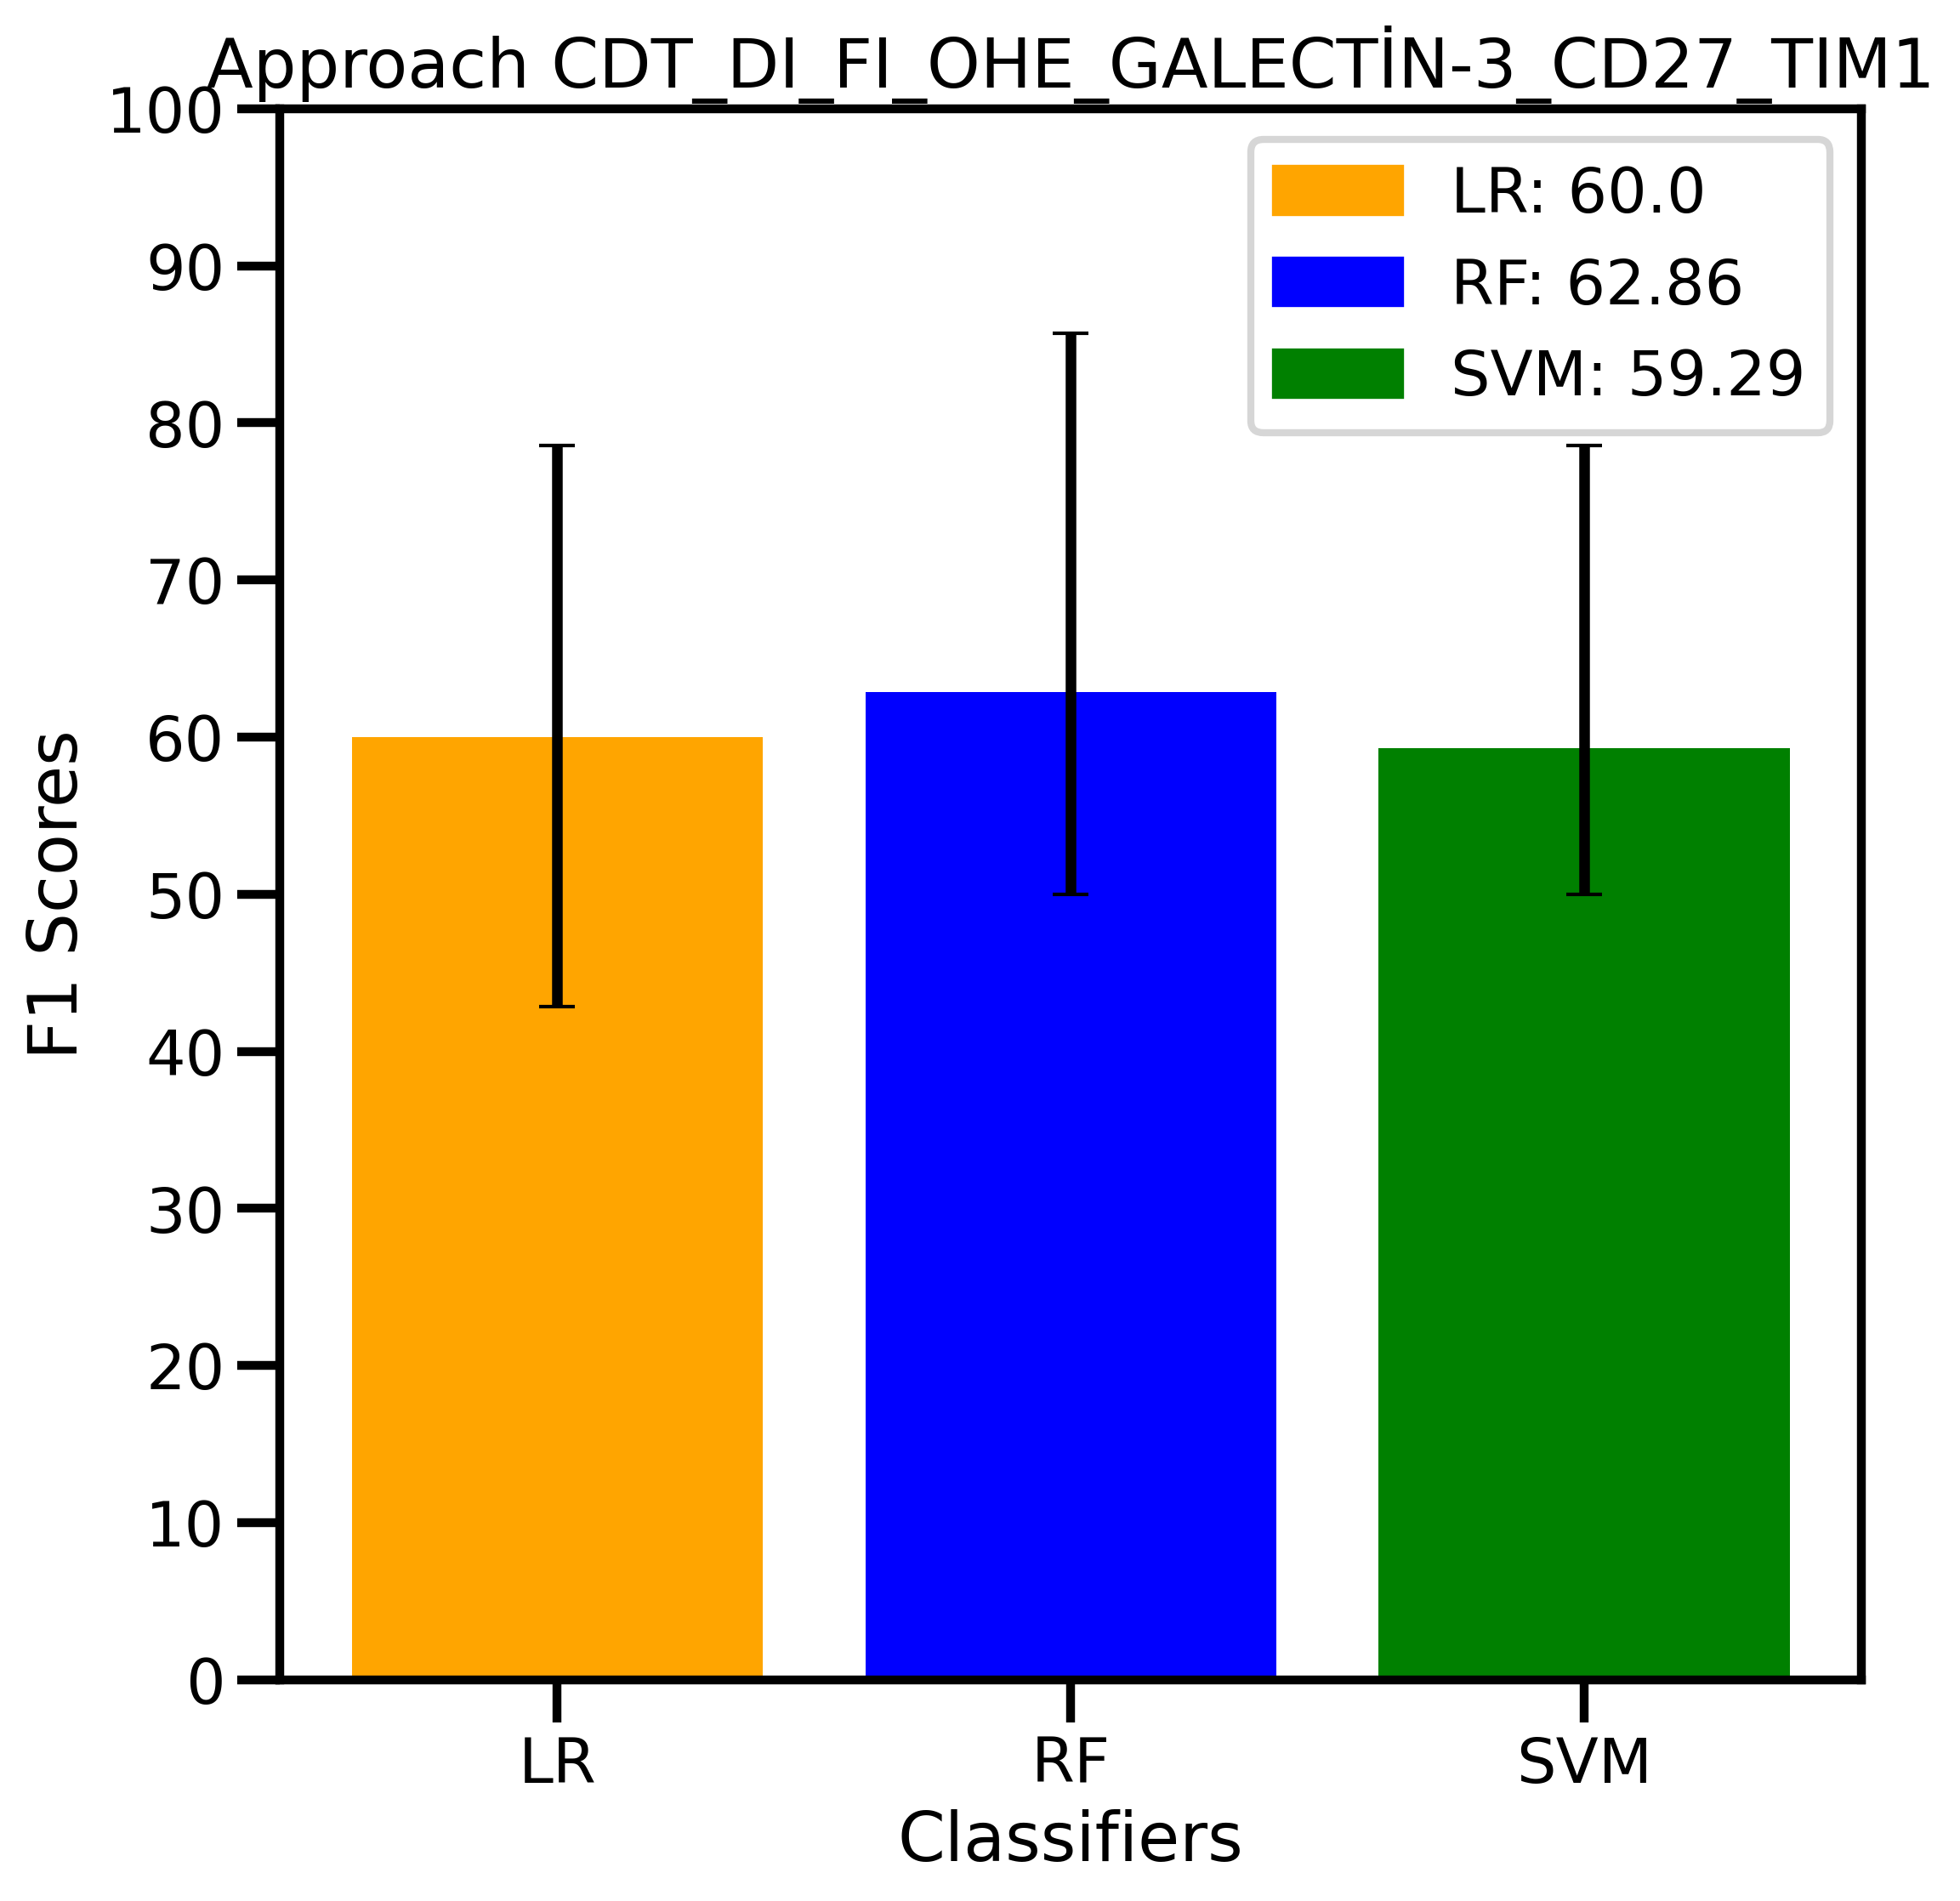 Approach CDT_DI_FI_OHE_GALECTİN-3_CD27_TIM1
100
90
80
70
60
50
40
30
20
10
0
F1 Scores
LR: 60.0
RF: 62.86
SVM: 59.29
LR RF SVM
Classifiers